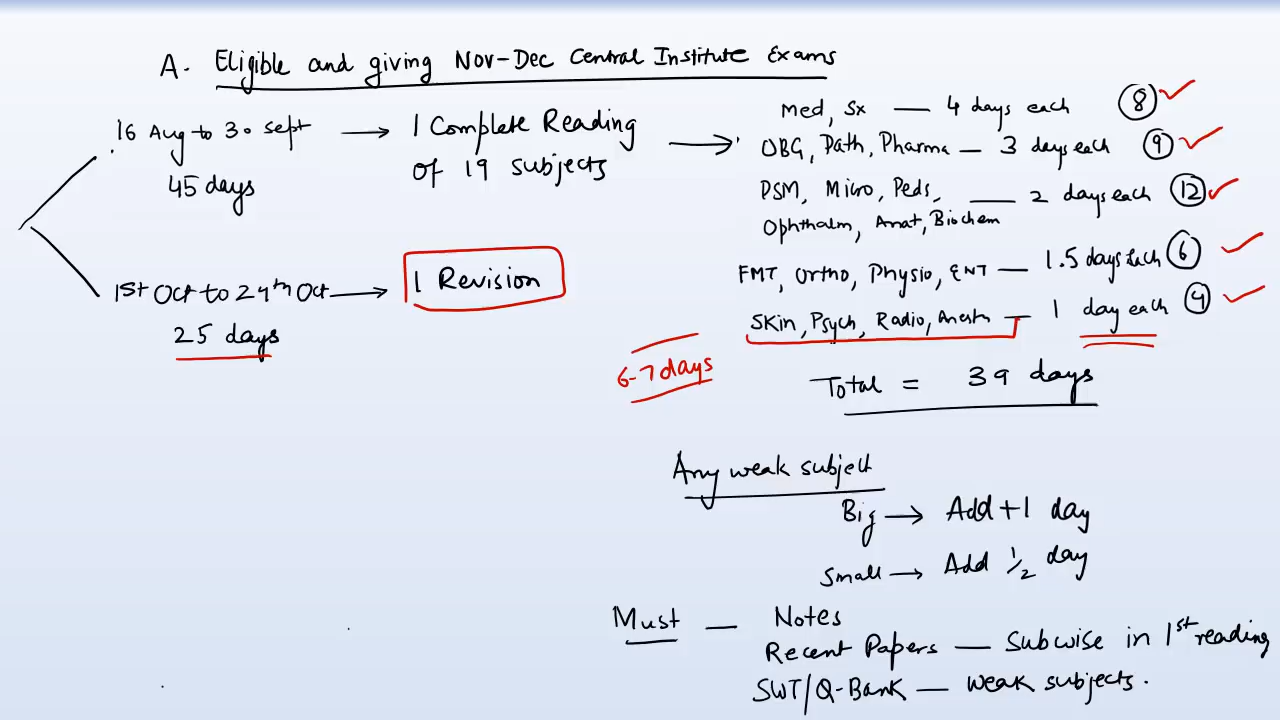 A. Eligible and giving Nov-Dec Central Institute Exams
16 Aug to 30 sept → 1 Complete Reading of 19 subjects →
45 days
Med, Sx — 4 days each 8 ✓
OBG, Path, Pharma — 3 days each 9 ✓
PSM, Micro, Peds,
Ophthalm, Anat, Biochem — 2 days each 12 ✓
FMT, Ortho, Physio, ENT — 1.5 days Each 6 ✓
Skin, Psych, Radio, Anesth — 1 day each 4 ✓
1st Oct to 24th Oct → 1 Revision
25 days
6-7 days
Total = 39 days
Any weak subject
Big → Add +1 day
Small → Add 1/2 day
Must — Notes
Recent Papers — Subwise in 1st reading
SWT/Q-Bank — weak subjects.